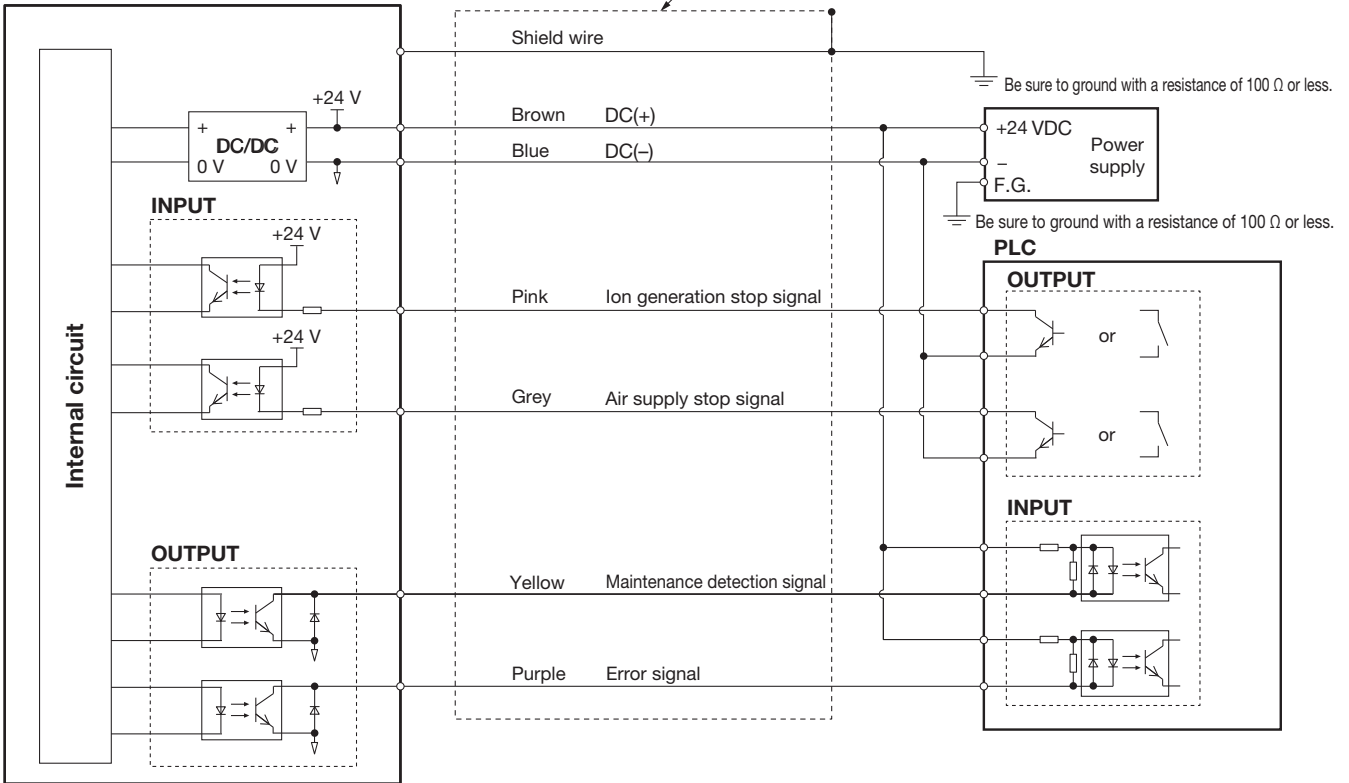 Shield wire
Be sure to ground with a resistance of 100 Ω or less.
+24 V
Brown DC(+)
Blue DC(–)
+ +
DC/DC
0 V 0 V
+24 VDC
–
F.G.
Power
supply
Be sure to ground with a resistance of 100 Ω or less.
INPUT
+24 V
Pink Ion generation stop signal
+24 V
Grey Air supply stop signal
PLC
OUTPUT
or
or
Internal circuit
OUTPUT
Yellow Maintenance detection signal
Purple Error signal
INPUT